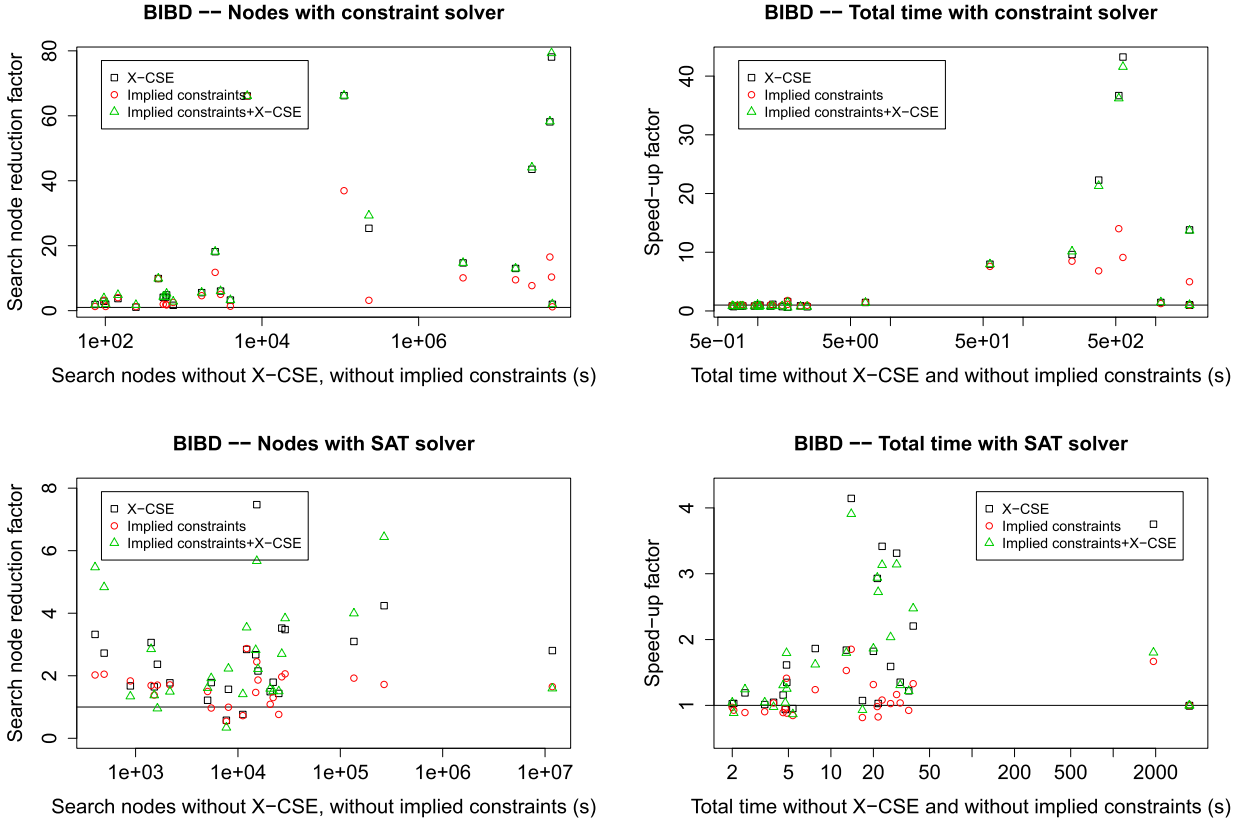 BIBD −− Nodes with constraint solver
Search node reduction factor
80
60
40
20
0
X−CSE
Implied constraints
Implied constraints+X−CSE
1e+02
1e+04
1e+06
Search nodes without X−CSE, without implied constraints (s)
BIBD −− Total time with constraint solver
Speed−up factor
40
30
20
10
0
X−CSE
Implied constraints
Implied constraints+X−CSE
5e−01
5e+00
5e+01
5e+02
Total time without X−CSE and without implied constraints (s)
BIBD −− Nodes with SAT solver
Search node reduction factor
8
6
4
2
0
X−CSE
Implied constraints
Implied constraints+X−CSE
1e+03
1e+04
1e+05
1e+06
1e+07
Search nodes without X−CSE, without implied constraints (s)
BIBD −− Total time with SAT solver
Speed−up factor
4
3
2
1
X−CSE
Implied constraints
Implied constraints+X−CSE
2
5
10
20
50
200
500
2000
Total time without X−CSE and without implied constraints (s)